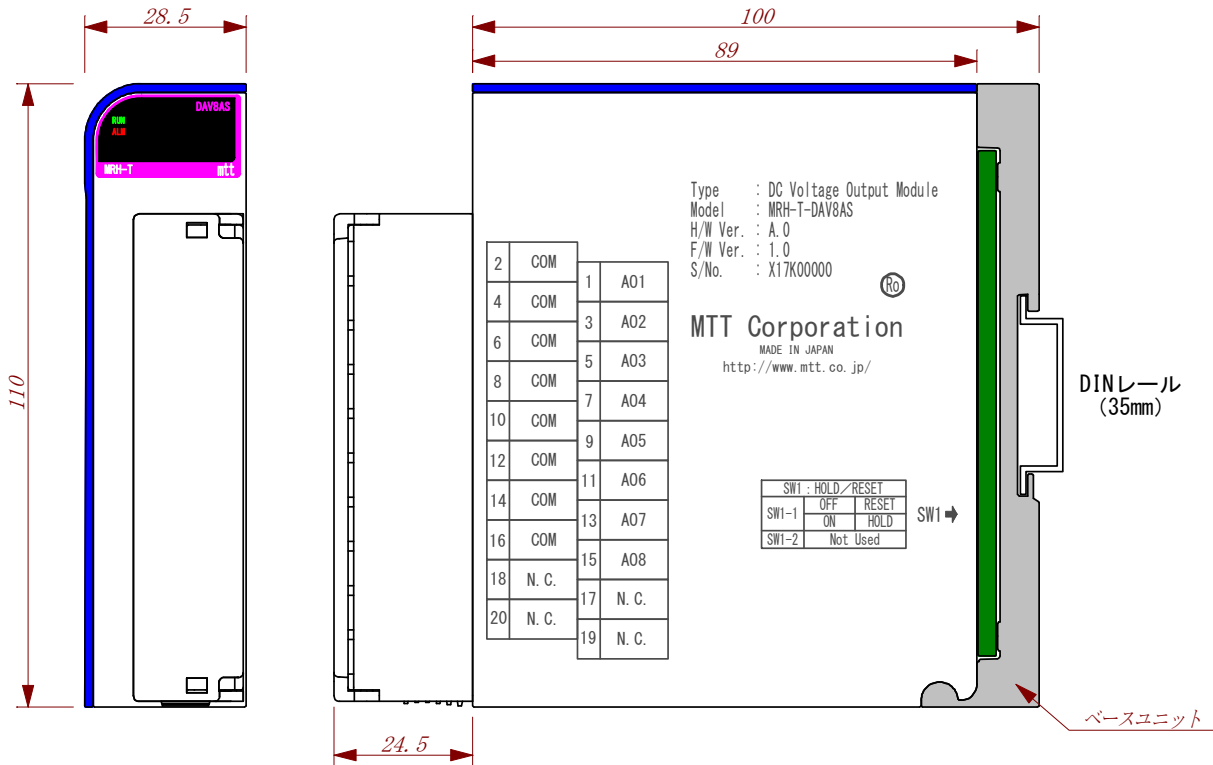 28.5
100
89
110
24.5
DAV8AS
RUN
ALM
MRH-T mtt
Type : DC Voltage Output Module
Model : MRH-T-DAV8AS
H/W Ver. : A.0
F/W Ver. : 1.0
S/No. : X17K00000
Ro
MTT Corporation
MADE IN JAPAN
http://www.mtt.co.jp/
2 COM
1 AO1
4 COM
3 AO2
6 COM
5 AO3
8 COM
7 AO4
10 COM
9 AO5
12 COM
11 AO6
14 COM
13 AO7
16 COM
15 AO8
18 N.C.
17 N.C.
20 N.C.
19 N.C.
SW1:HOLD/RESET
SW1-1 OFF RESET
ON HOLD
SW1-2 Not Used
SW1➡
DINレール
(35mm)
ベースユニット